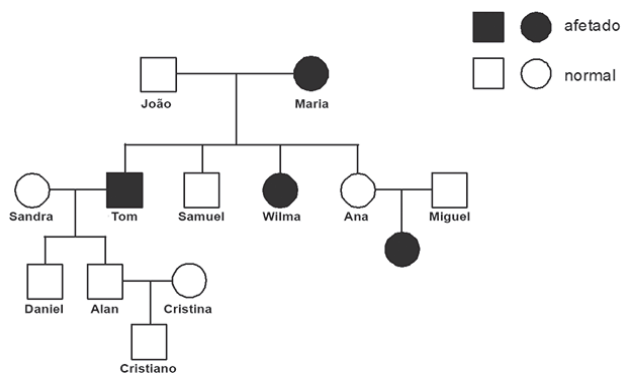 afetado
normal
João
Maria
Sandra
Tom
Samuel
Wilma
Ana
Miguel
Daniel
Alan
Cristina
Cristiano